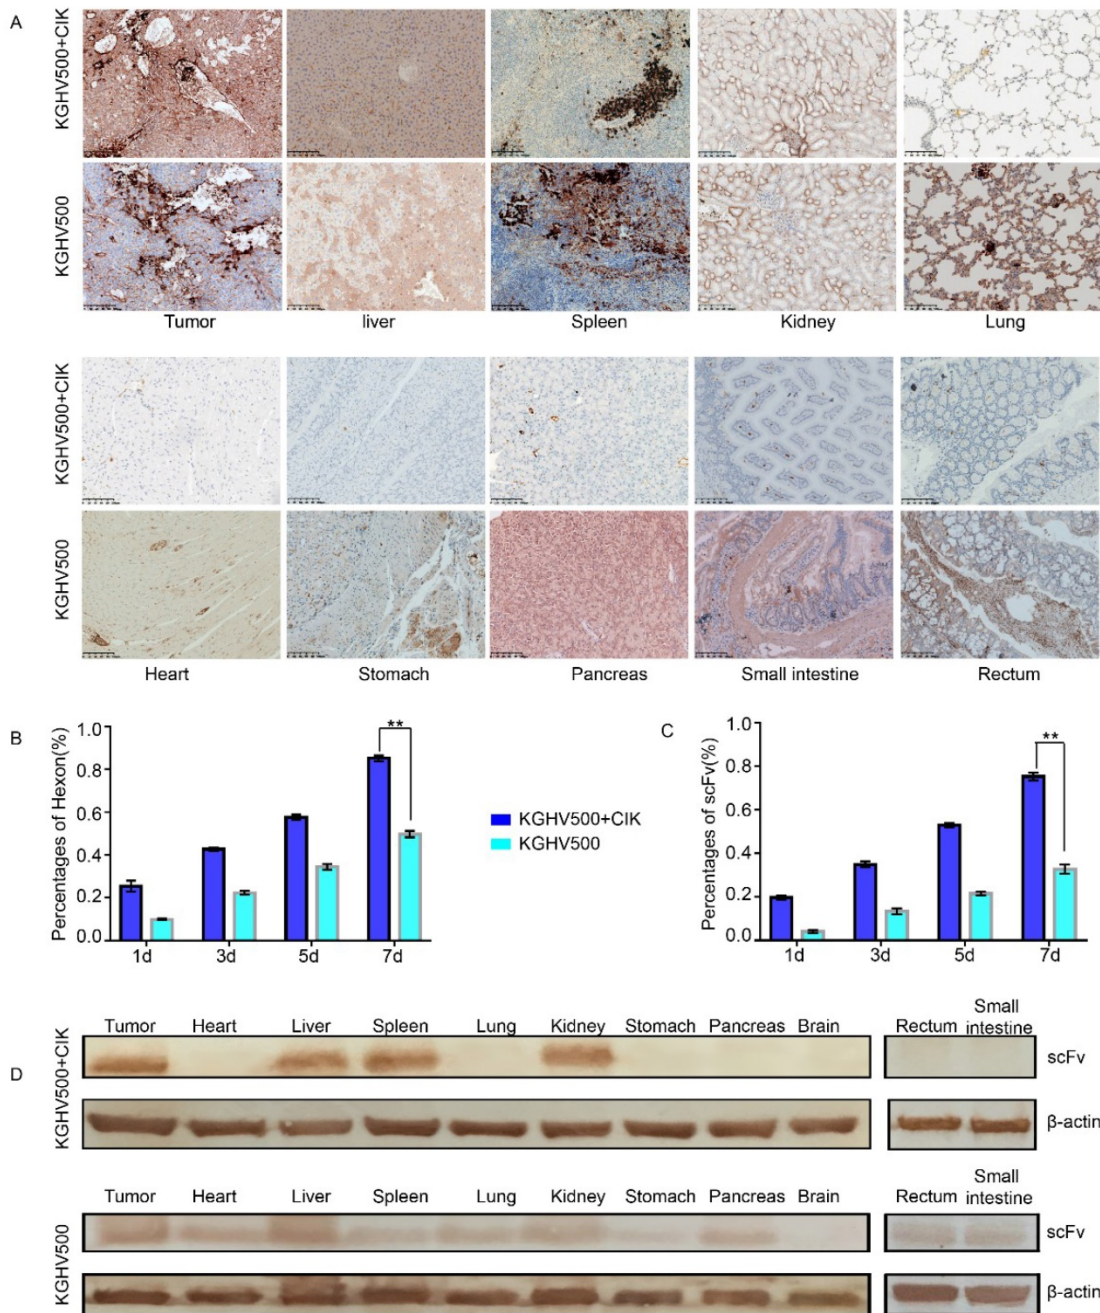 A
KGHV500+CIK
KGHV500
Tumor liver Spleen Kidney Lung
KGHV500+CIK
KGHV500
Heart Stomach Pancreas Small intestine Rectum
B
Percentages of Hexon(%)
1.0
0.8
0.6
0.4
0.2
0.0
1d 3d 5d 7d
**
KGHV500+CIK
KGHV500
C
Percentages of scFv(%)
1.0
0.8
0.6
0.4
0.2
0.0
1d 3d 5d 7d
**
D
KGHV500+CIK
Tumor Heart Liver Spleen Lung Kidney Stomach Pancreas Brain Rectum Small
intestine
scFv
β-actin
KGHV500
Tumor Heart Liver Spleen Lung Kidney Stomach Pancreas Brain Rectum Small
intestine
scFv
β-actin